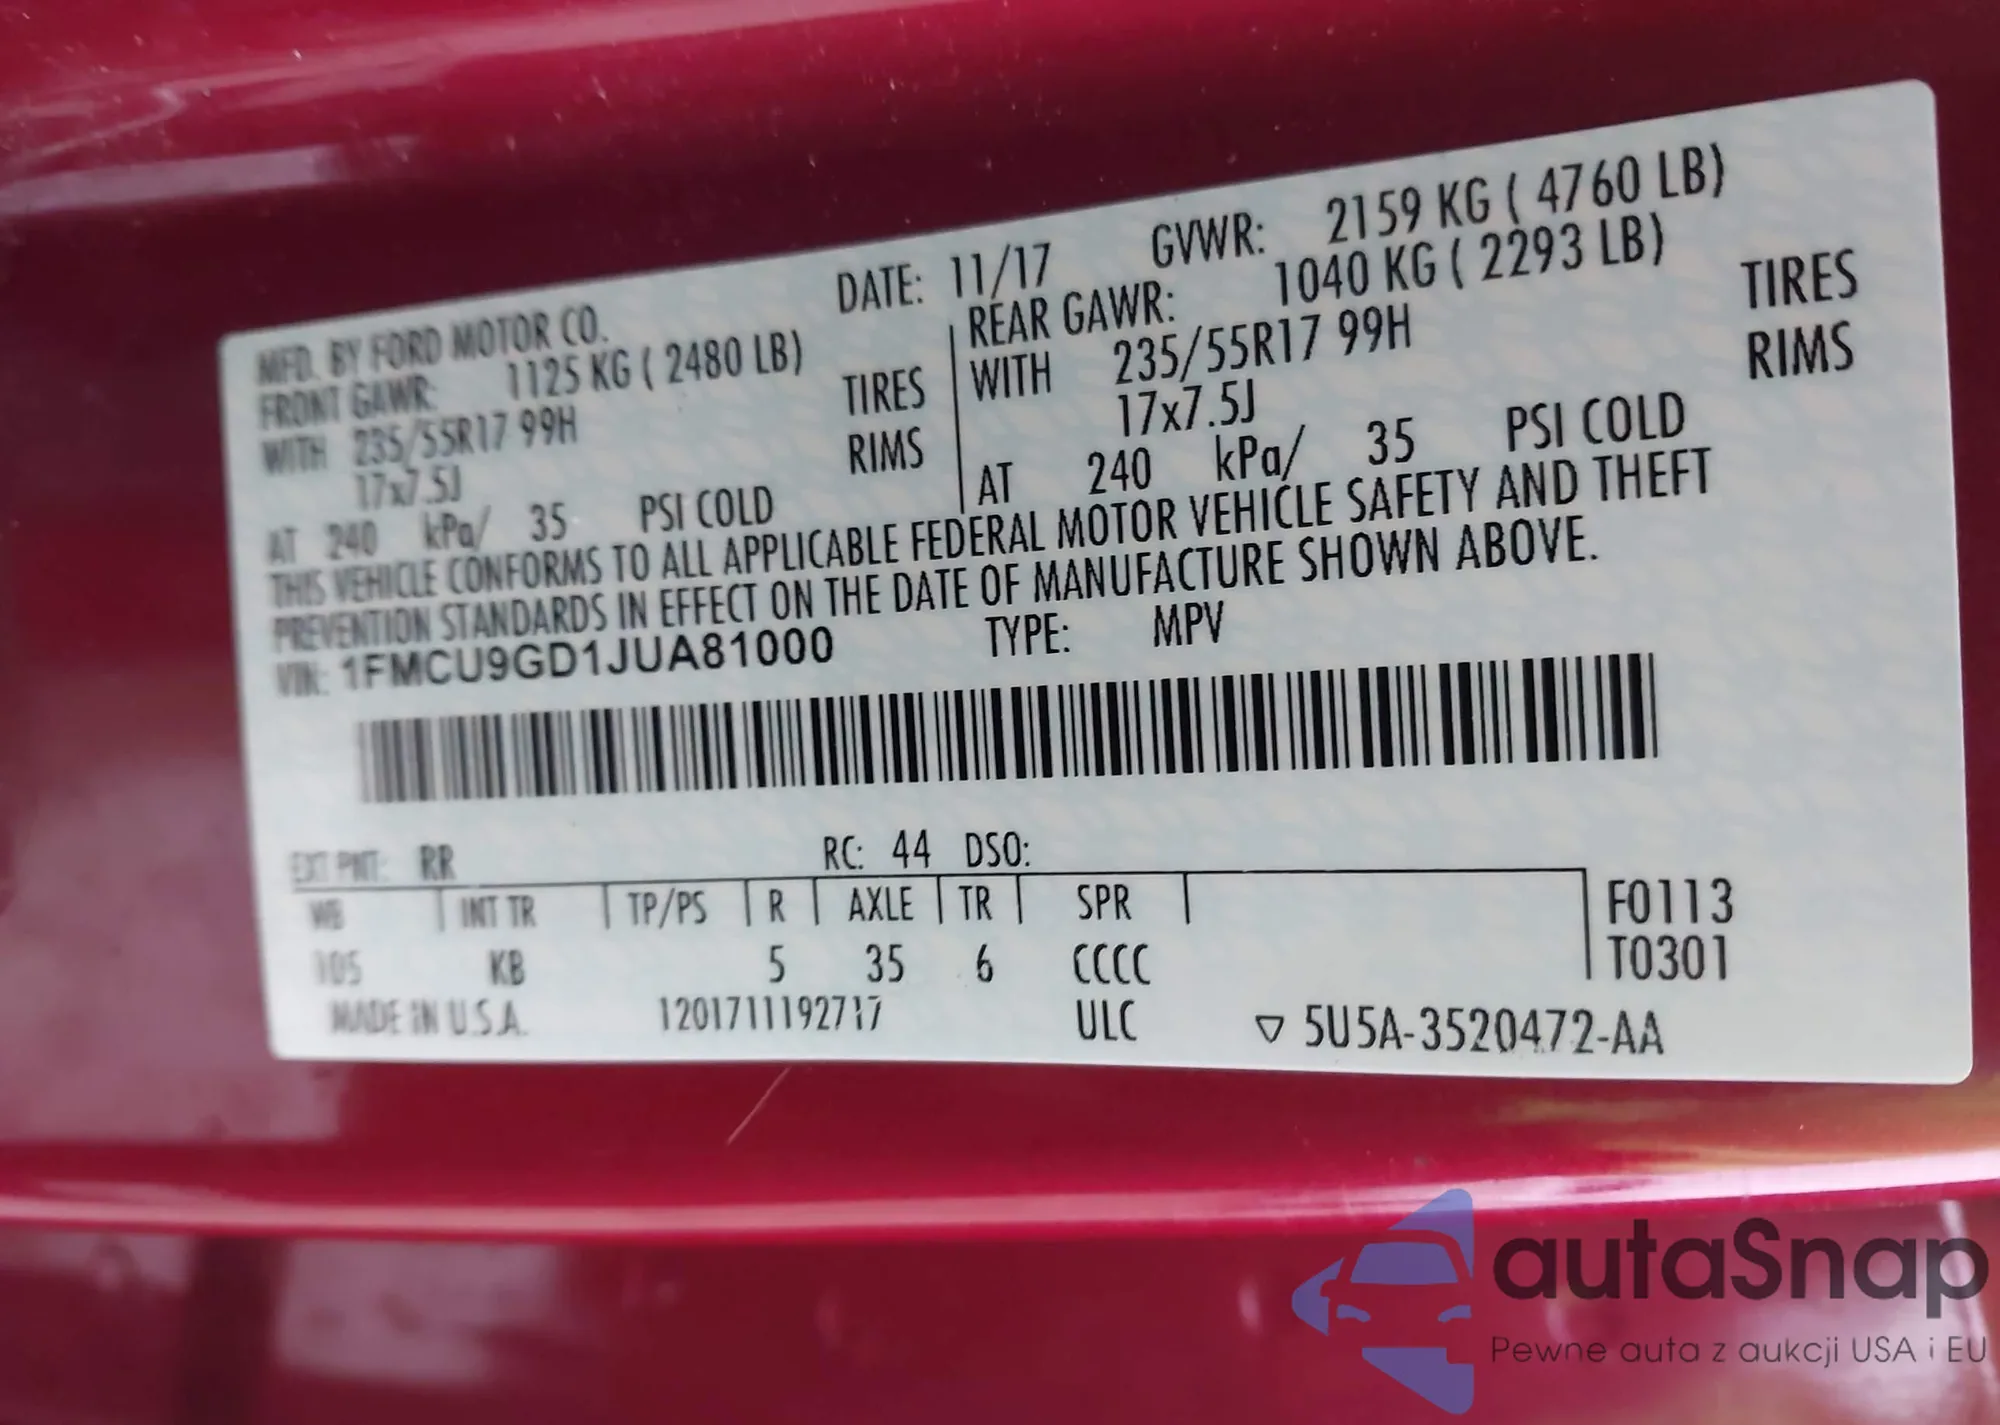 MFD. BY FORD MOTOR CO. DATE: 11/17 GVWR: 2159 KG ( 4760 LB)
FRONT GAWR: 1125 KG ( 2480 LB) REAR GAWR: 1040 KG ( 2293 LB)
WITH 235/55R17 99H TIRES WITH 235/55R17 99H TIRES
17x7.5J RIMS 17x7.5J RIMS
AT 240 kPa/ 35 PSI COLD AT 240 kPa/ 35 PSI COLD
THIS VEHICLE CONFORMS TO ALL APPLICABLE FEDERAL MOTOR VEHICLE SAFETY AND THEFT
PREVENTION STANDARDS IN EFFECT ON THE DATE OF MANUFACTURE SHOWN ABOVE.
VIN: 1FMCU9GD1JUA81000 TYPE: MPV
EXT PNT: RR RC: 44 DSO:
WB INT TR TP/PS R AXLE TR SPR F0113
105 KB 5 35 6 CCCC T0301
MADE IN U.S.A. 1201711192717 ULC ▽ 5U5A-3520472-AA
autaSnap
Pewne auta z aukcji USA i EU